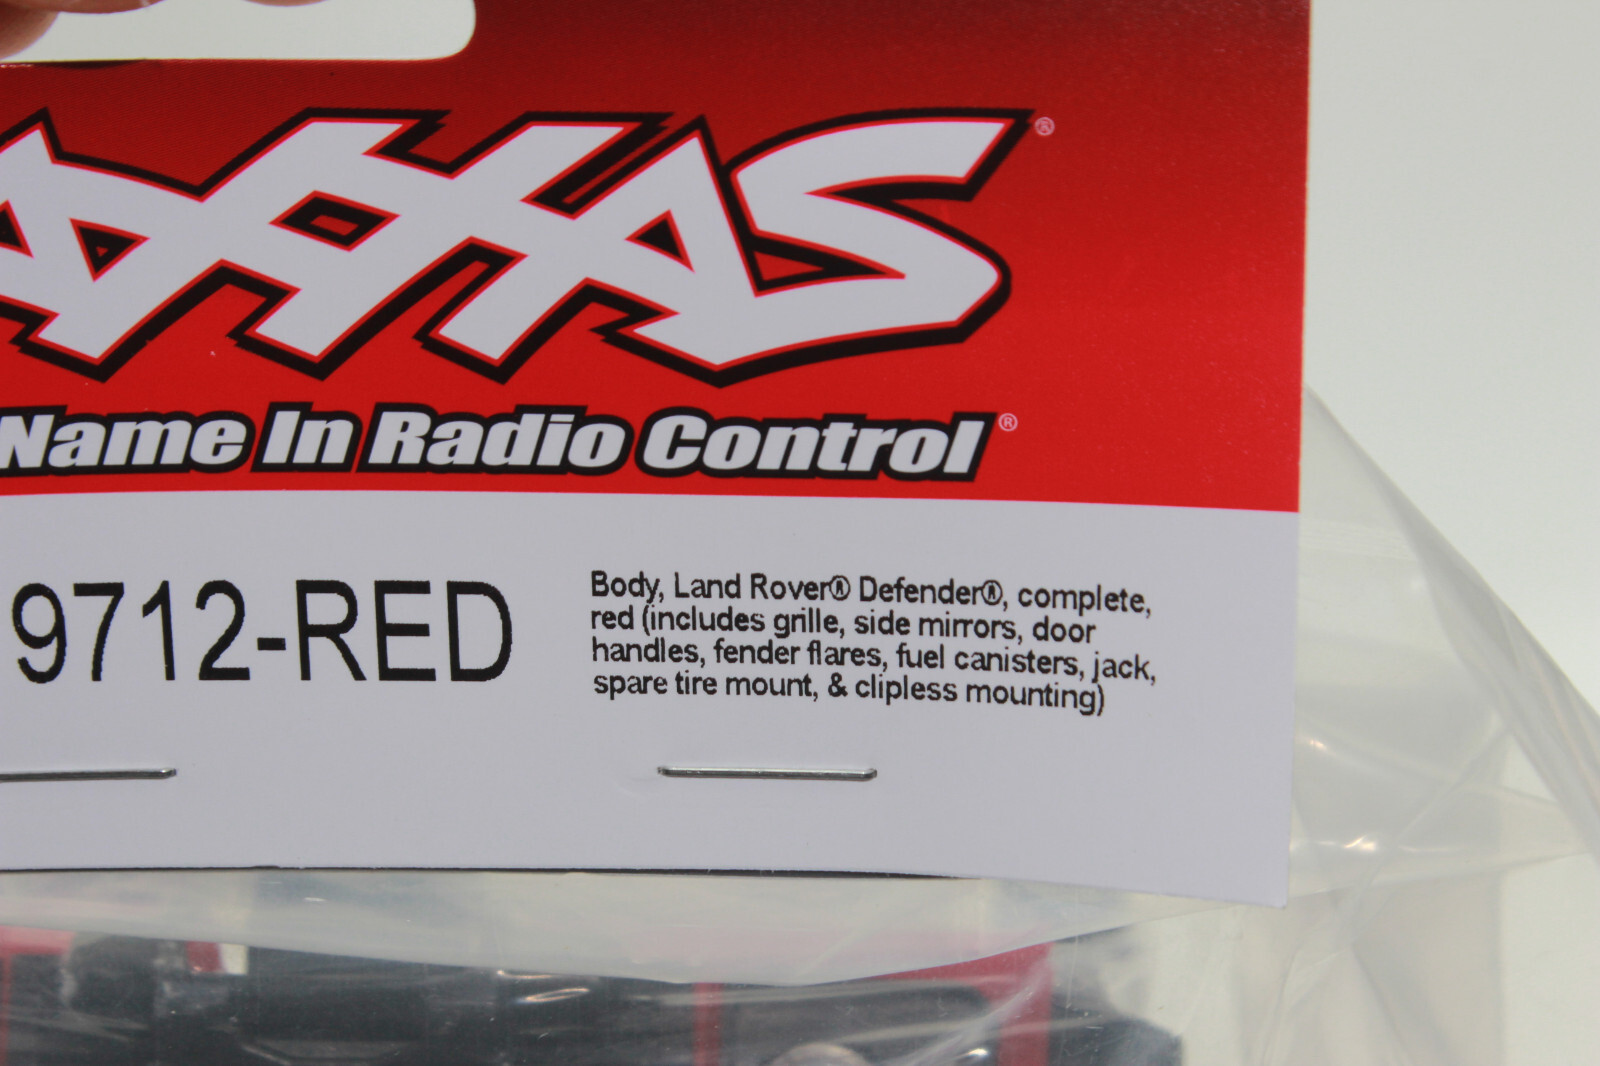 RAXXAS®
Name In Radio Control®
9712-RED
Body, Land Rover® Defender®, complete,
red (includes grille, side mirrors, door
handles, fender flares, fuel canisters, jack,
spare tire mount, & clipless mounting)